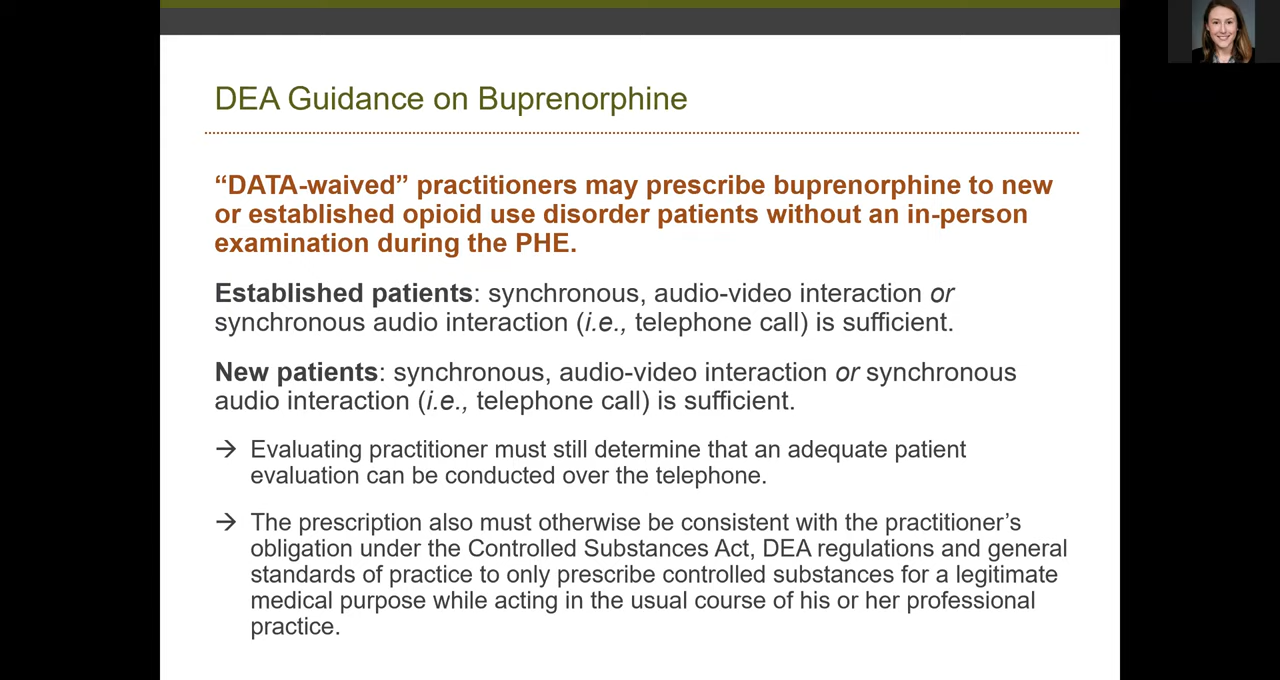 DEA Guidance on Buprenorphine
“DATA-waived” practitioners may prescribe buprenorphine to new
or established opioid use disorder patients without an in-person
examination during the PHE.
Established patients: synchronous, audio-video interaction or
synchronous audio interaction (i.e., telephone call) is sufficient.
New patients: synchronous, audio-video interaction or synchronous
audio interaction (i.e., telephone call) is sufficient.
→ Evaluating practitioner must still determine that an adequate patient
evaluation can be conducted over the telephone.
→ The prescription also must otherwise be consistent with the practitioner’s
obligation under the Controlled Substances Act, DEA regulations and general
standards of practice to only prescribe controlled substances for a legitimate
medical purpose while acting in the usual course of his or her professional
practice.